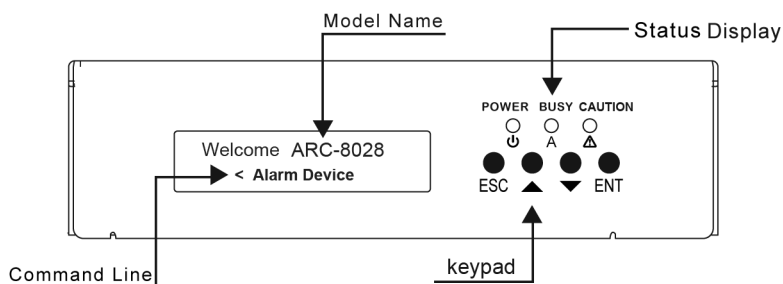 Model Name
Status Display
POWER BUSY CAUTION
A
Welcome ARC-8028
< Alarm Device
ESC ▲ ▼ ENT
Command Line
keypad